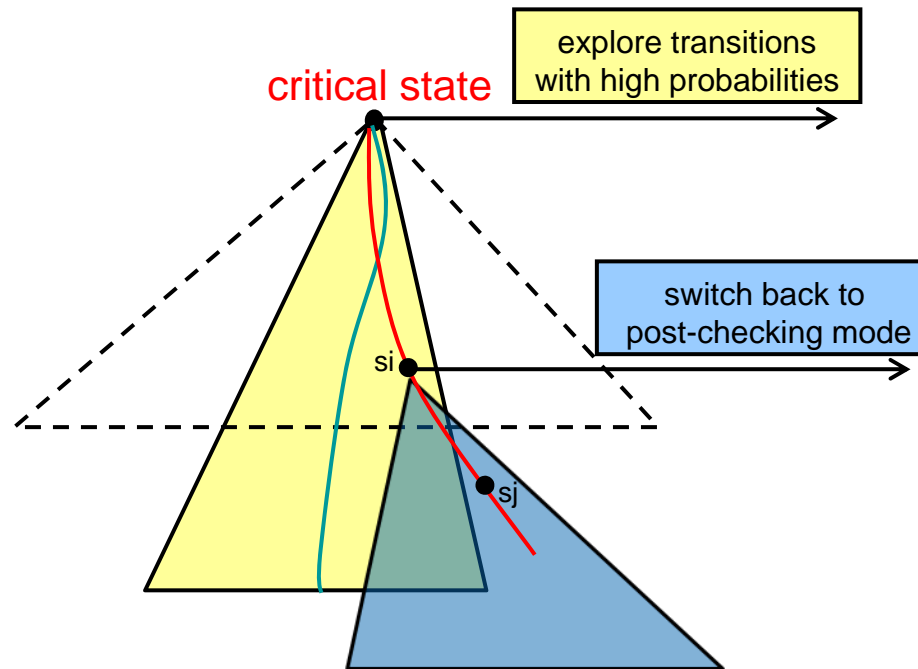 explore transitions
with high probabilities
critical state
switch back to
post-checking mode
si
sj